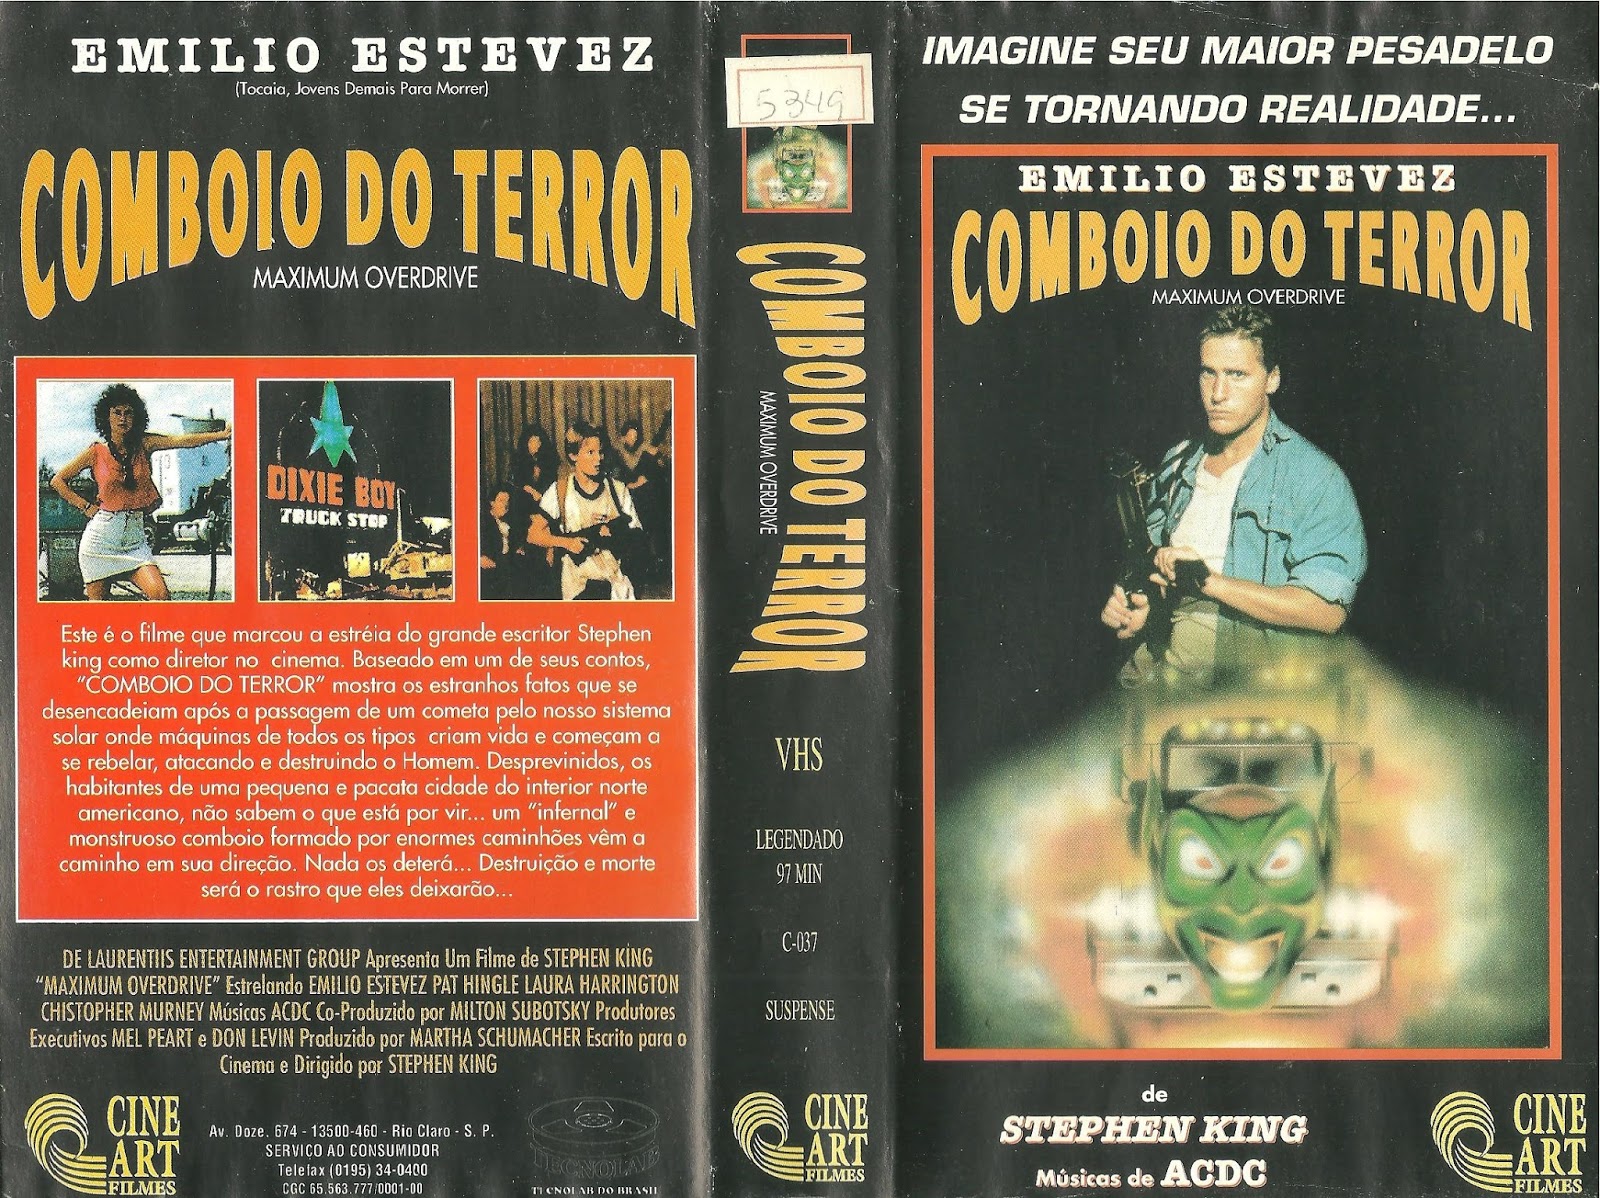 EMILIO ESTEVEZ
(Tocaia, Jovens Demais Para Morrer)
COMBOIO DO TERROR
MAXIMUM OVERDRIVE
DIXIE BOY
TRUCK STOP
Este é o filme que marcou a estréia do grande escritor Stephen
king como diretor no cinema. Baseado em um de seus contos,
"COMBOIO DO TERROR" mostra os estranhos fatos que se
desencadeiam após a passagem de um cometa pelo nosso sistema
solar onde máquinas de todos os tipos criam vida e começam a
se rebelar, atacando e destruindo o Homem. Desprevinidos, os
habitantes de uma pequena e pacata cidade do interior norte
americano, não sabem o que está por vir... um "infernal" e
monstruoso comboio formado por enormes caminhões vêm a
caminho em sua direção. Nada os deterá... Destruição e morte
será o rastro que eles deixarão...
DE LAURENTIIS ENTERTAINMENT GROUP Apresenta Um Filme de STEPHEN KING
"MAXIMUM OVERDRIVE" Estrelando EMILIO ESTEVEZ PAT HINGLE LAURA HARRINGTON
CHISTOPHER MURNEY Músicas ACDC Co-Produzido por MILTON SUBOTSKY Produtores
Executivos MEL PEART e DON LEVIN Produzido por MARTHA SCHUMACHER Escrito para o
Cinema e Dirigido por STEPHEN KING
CINE
ART
FILMES
Av. Doze, 674 - 13500-460 - Rio Claro - S. P.
SERVICO AO CONSUMIDOR
Telefax (0195) 34-0400
CGC 65.563.777/0001-00
TECNOLAB
TECNOLAB DO BRASIL
5349
COMBOIO DO TERROR
MAXIMUM OVERDRIVE
VHS
LEGENDADO
97 MIN
C-037
SUSPENSE
CINE
ART
FILMES
IMAGINE SEU MAIOR PESADELO
SE TORNANDO REALIDADE...
EMILIO ESTEVEZ
COMBOIO DO TERROR
MAXIMUM OVERDRIVE
de
STEPHEN KING
Músicas de ACDC
CINE
ART
FILMES